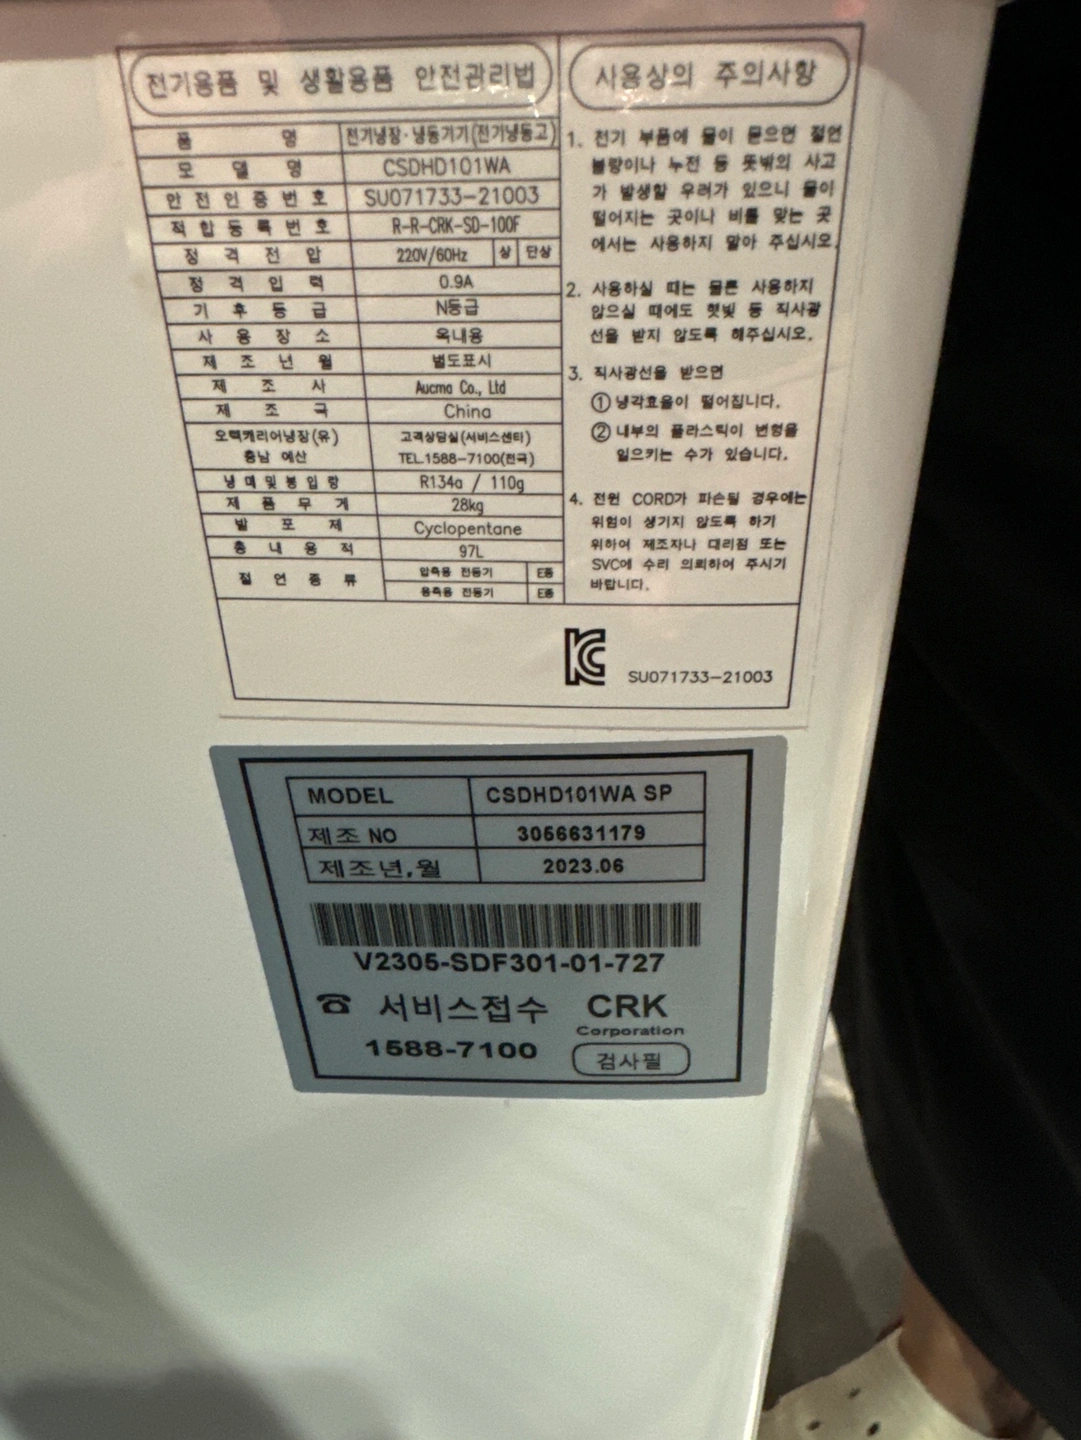 전기용품 및 생활용품 안전관리법
품 명 전기냉장·냉동기기(전기냉동고)
모 델 명 CSDHD101WA
안 전 인 증 번 호 SU071733-21003
적 합 등 록 번 호 R-R-CRK-SD-100F
정 격 전 압 220V/60Hz 상 단상
정 격 입 력 0.9A
기 후 등 급 N등급
사 용 장 소 옥내용
제 조 년 월 별도표시
제 조 사 Aucma Co., Ltd
제 조 국 China
오텍캐리어냉장(유) 고객상담실(서비스센타)
충남 예산 TEL.1588-7100(전국)
냉 매 및 봉 입 량 R134a / 110g
제 품 무 게 28kg
발 포 제 Cyclopentane
총 내 용 적 97L
절 연 종 류 압축용 전동기 E종
응축용 전동기 E종
사용상의 주의사항
1. 전기 부품에 물이 묻으면 절연
불량이나 누전 등 뜻밖의 사고
가 발생할 우려가 있으니 물이
떨어지는 곳이나 비를 맞는 곳
에서는 사용하지 말아 주십시오.
2. 사용하실 때는 물론 사용하지
않으실 때에도 햇빛 등 직사광
선을 받지 않도록 해주십시오.
3. 직사광선을 받으면
① 냉각효율이 떨어집니다.
② 내부의 플라스틱이 변형을
일으키는 수가 있습니다.
4. 전원 CORD가 파손될 경우에는
위험이 생기지 않도록 하기
위하여 제조자나 대리점 또는
SVC에 수리 의뢰하여 주시기
바랍니다.
KC SU071733-21003
MODEL CSDHD101WA SP
제조 NO 3056631179
제조년.월 2023.06
V2305-SDF301-01-727
☎ 서비스접수 CRK
Corporation
1588-7100 검사필